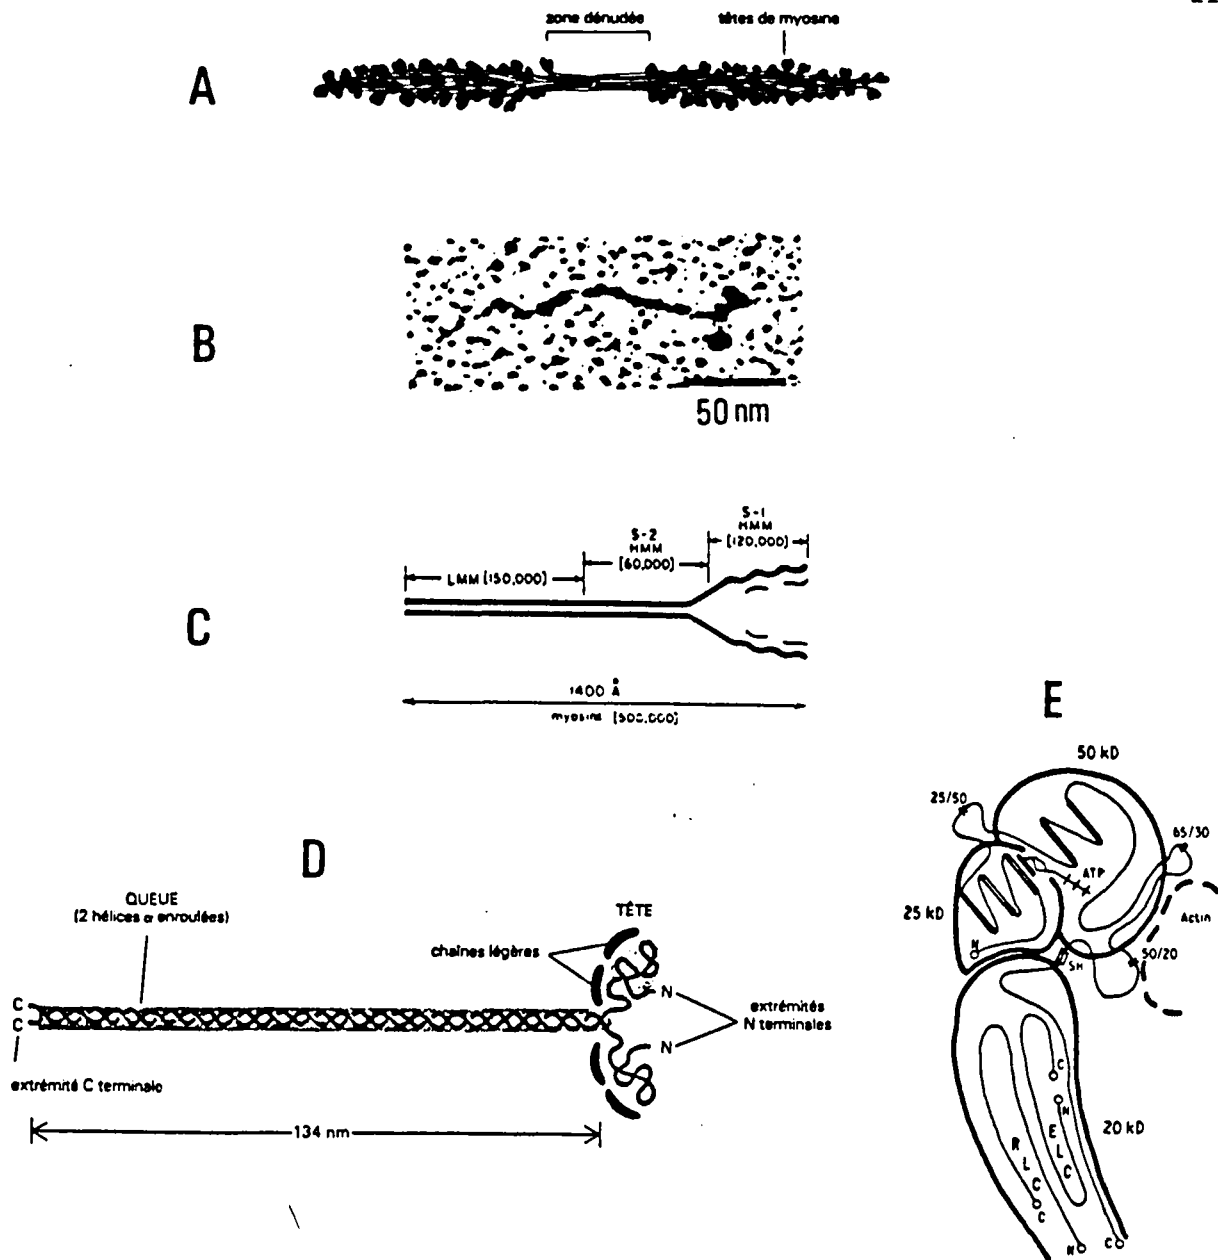 zone dénudée
têtes de myosine
A
B
50 nm
C
LMM [150,000]
S-2
HMM
[60,000]
S-1
HMM
[120,000]
1400 Å
myosine [500,000]
D
QUEUE
(2 hélices α enroulées)
TÊTE
chaînes légères
C
C
N
N
extrémités
N terminales
extrémité C terminale
134 nm
E
50 kD
25/50
65/30
ATP
25 kD
Actin
N
SH
50/20
C
N
20 kD
E
L
C
R
L
C
C
N
C